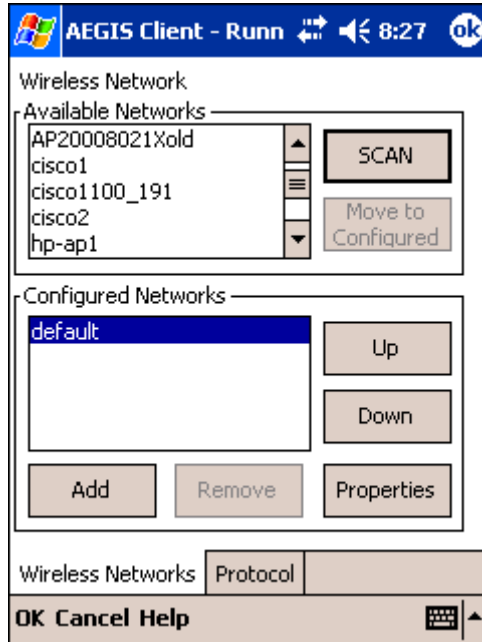 AEGIS Client - Runn 8:27 ok
Wireless Network
Available Networks
AP20008021Xold
cisco1
cisco1100_191
cisco2
hp-ap1
SCAN
Move to
Configured
Configured Networks
default
Up
Down
Add Remove Properties
Wireless Networks Protocol
OK Cancel Help